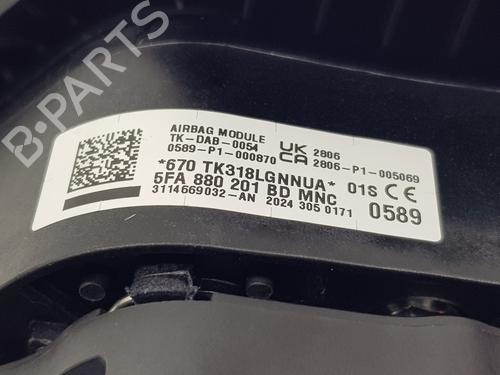 AIRBAG MODULE
TK-DAB-0054
0589-P1-000870
UK
CA
2806
2806-P1-005069
*670 TK318LGNNUA* 01S CE
5FA 880 201 BD MNC 0589
3114669032-AN 2024 305 0171
B-PARTS